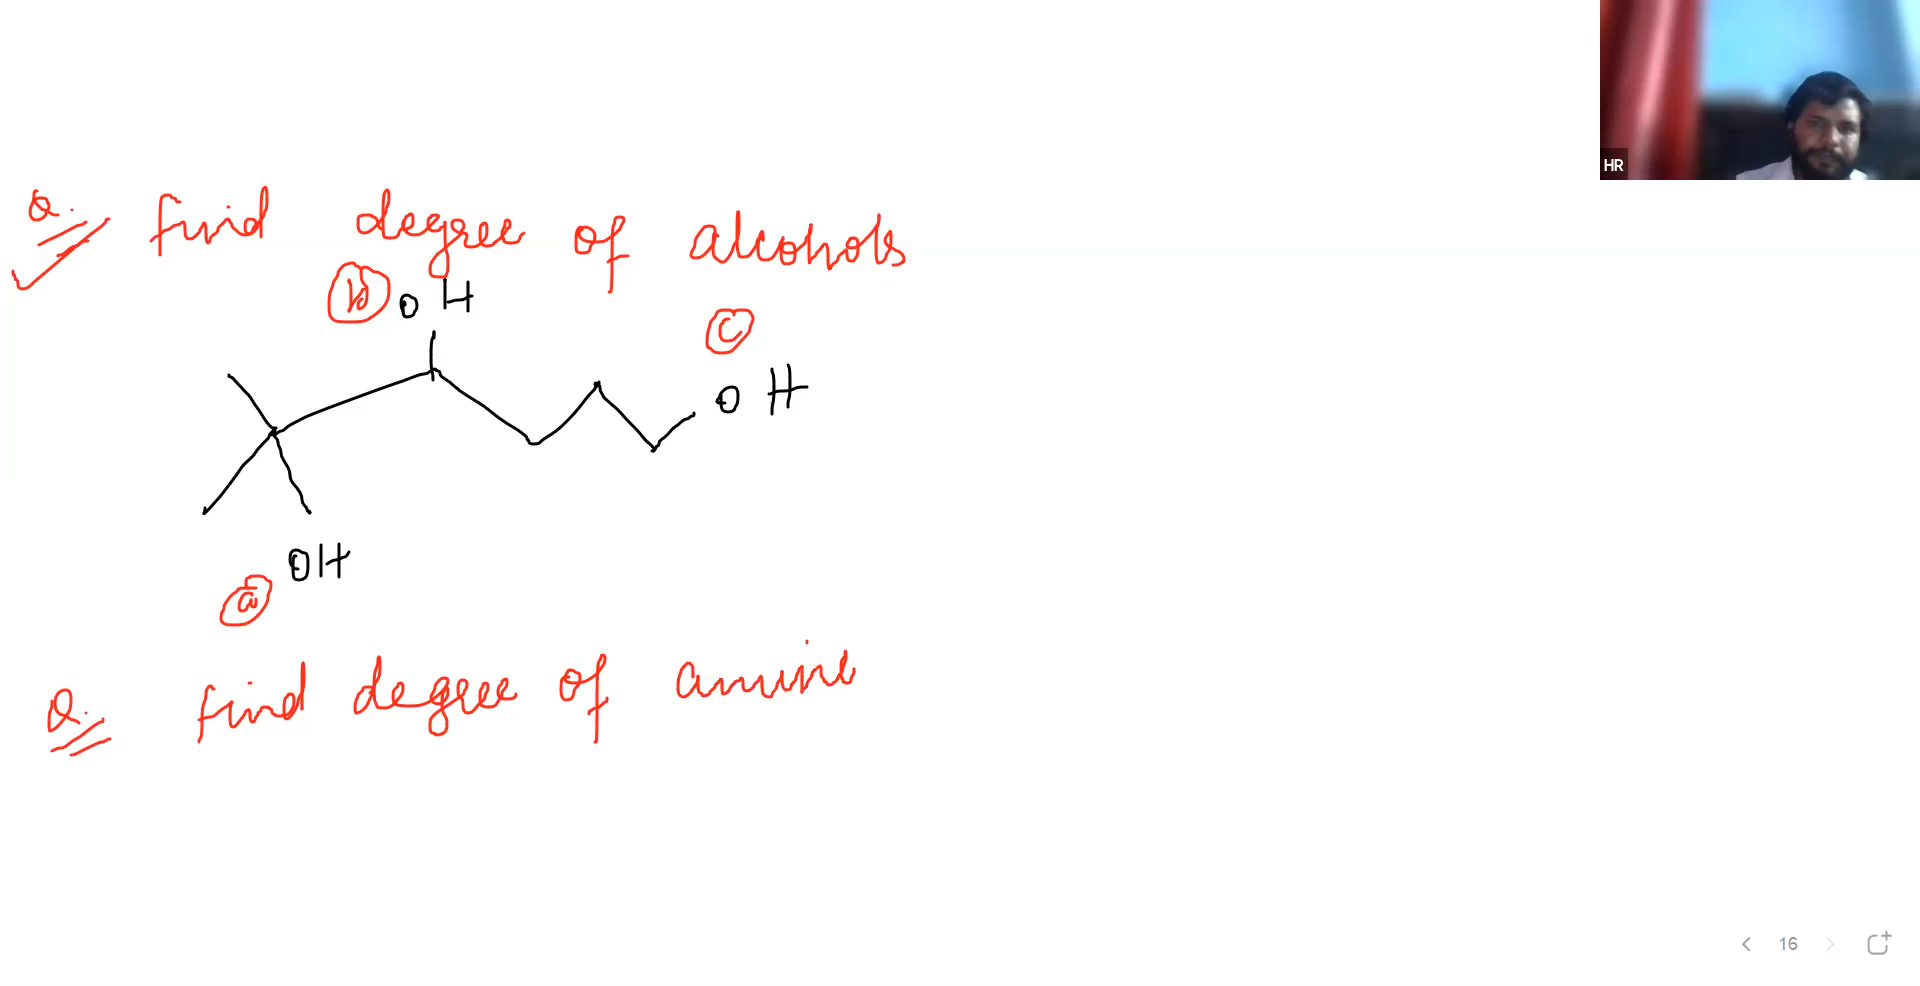 HR
Q. find degree of alcohols
b OH
c
OH
OH
a
Q. find degree of amine
16